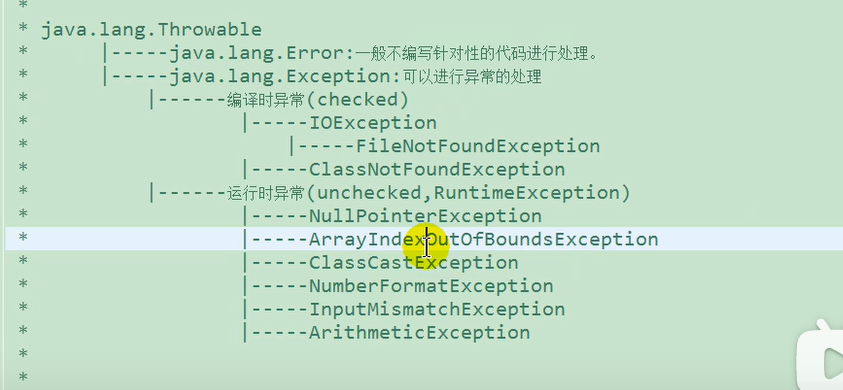 *
* java.lang.Throwable
* |-----java.lang.Error:一般不编写针对性的代码进行处理。
* |-----java.lang.Exception:可以进行异常的处理
* |------编译时异常(checked)
* |-----IOException
* |-----FileNotFoundException
* |-----ClassNotFoundException
* |------运行时异常(unchecked,RuntimeException)
* |-----NullPointerException
* |-----ArrayIndexOutOfBoundsException
* |-----ClassCastException
* |-----NumberFormatException
* |-----InputMismatchException
* |-----ArithmeticException
*
*